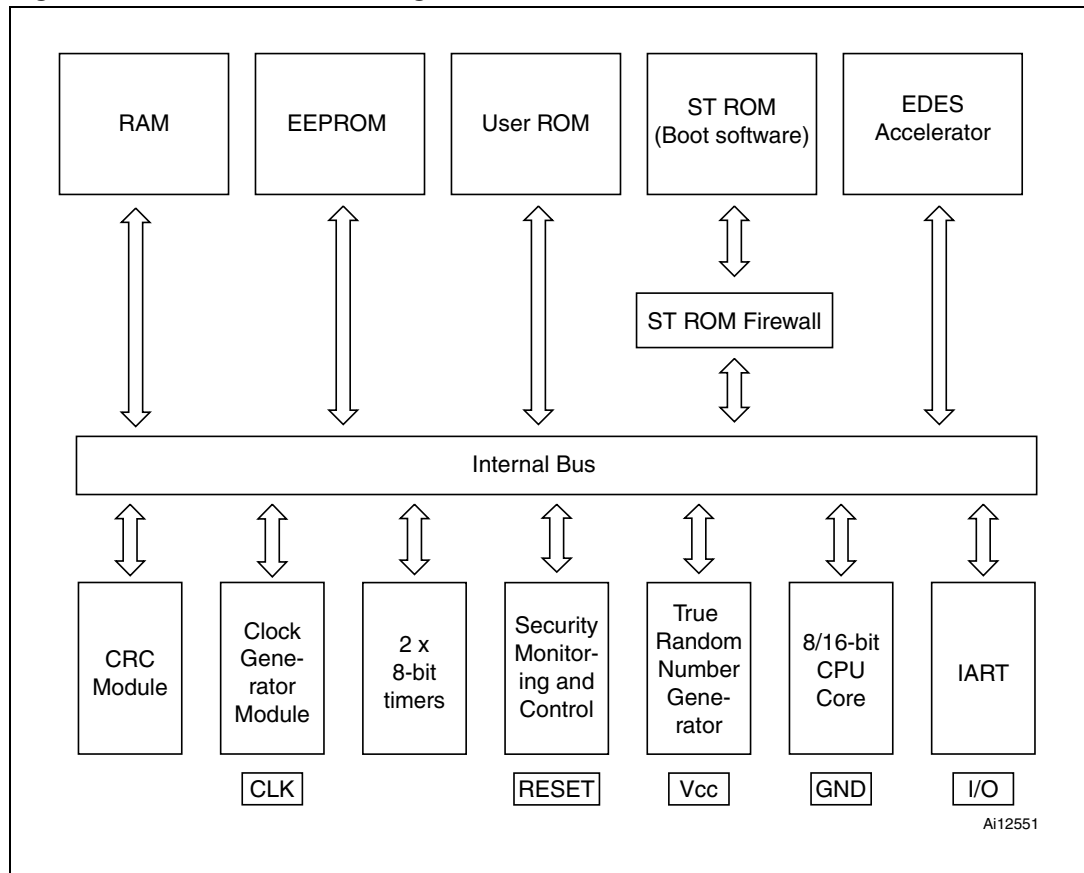 RAM
EEPROM
User ROM
ST ROM
(Boot software)
EDES
Accelerator
ST ROM Firewall
Internal Bus
CRC
Module
Clock
Gene-
rator
Module
2 x
8-bit
timers
Security
Monitor-
ing and
Control
True
Random
Number
Gene-
rator
8/16-bit
CPU
Core
IART
CLK
RESET
Vcc
GND
I/O
Ai12551